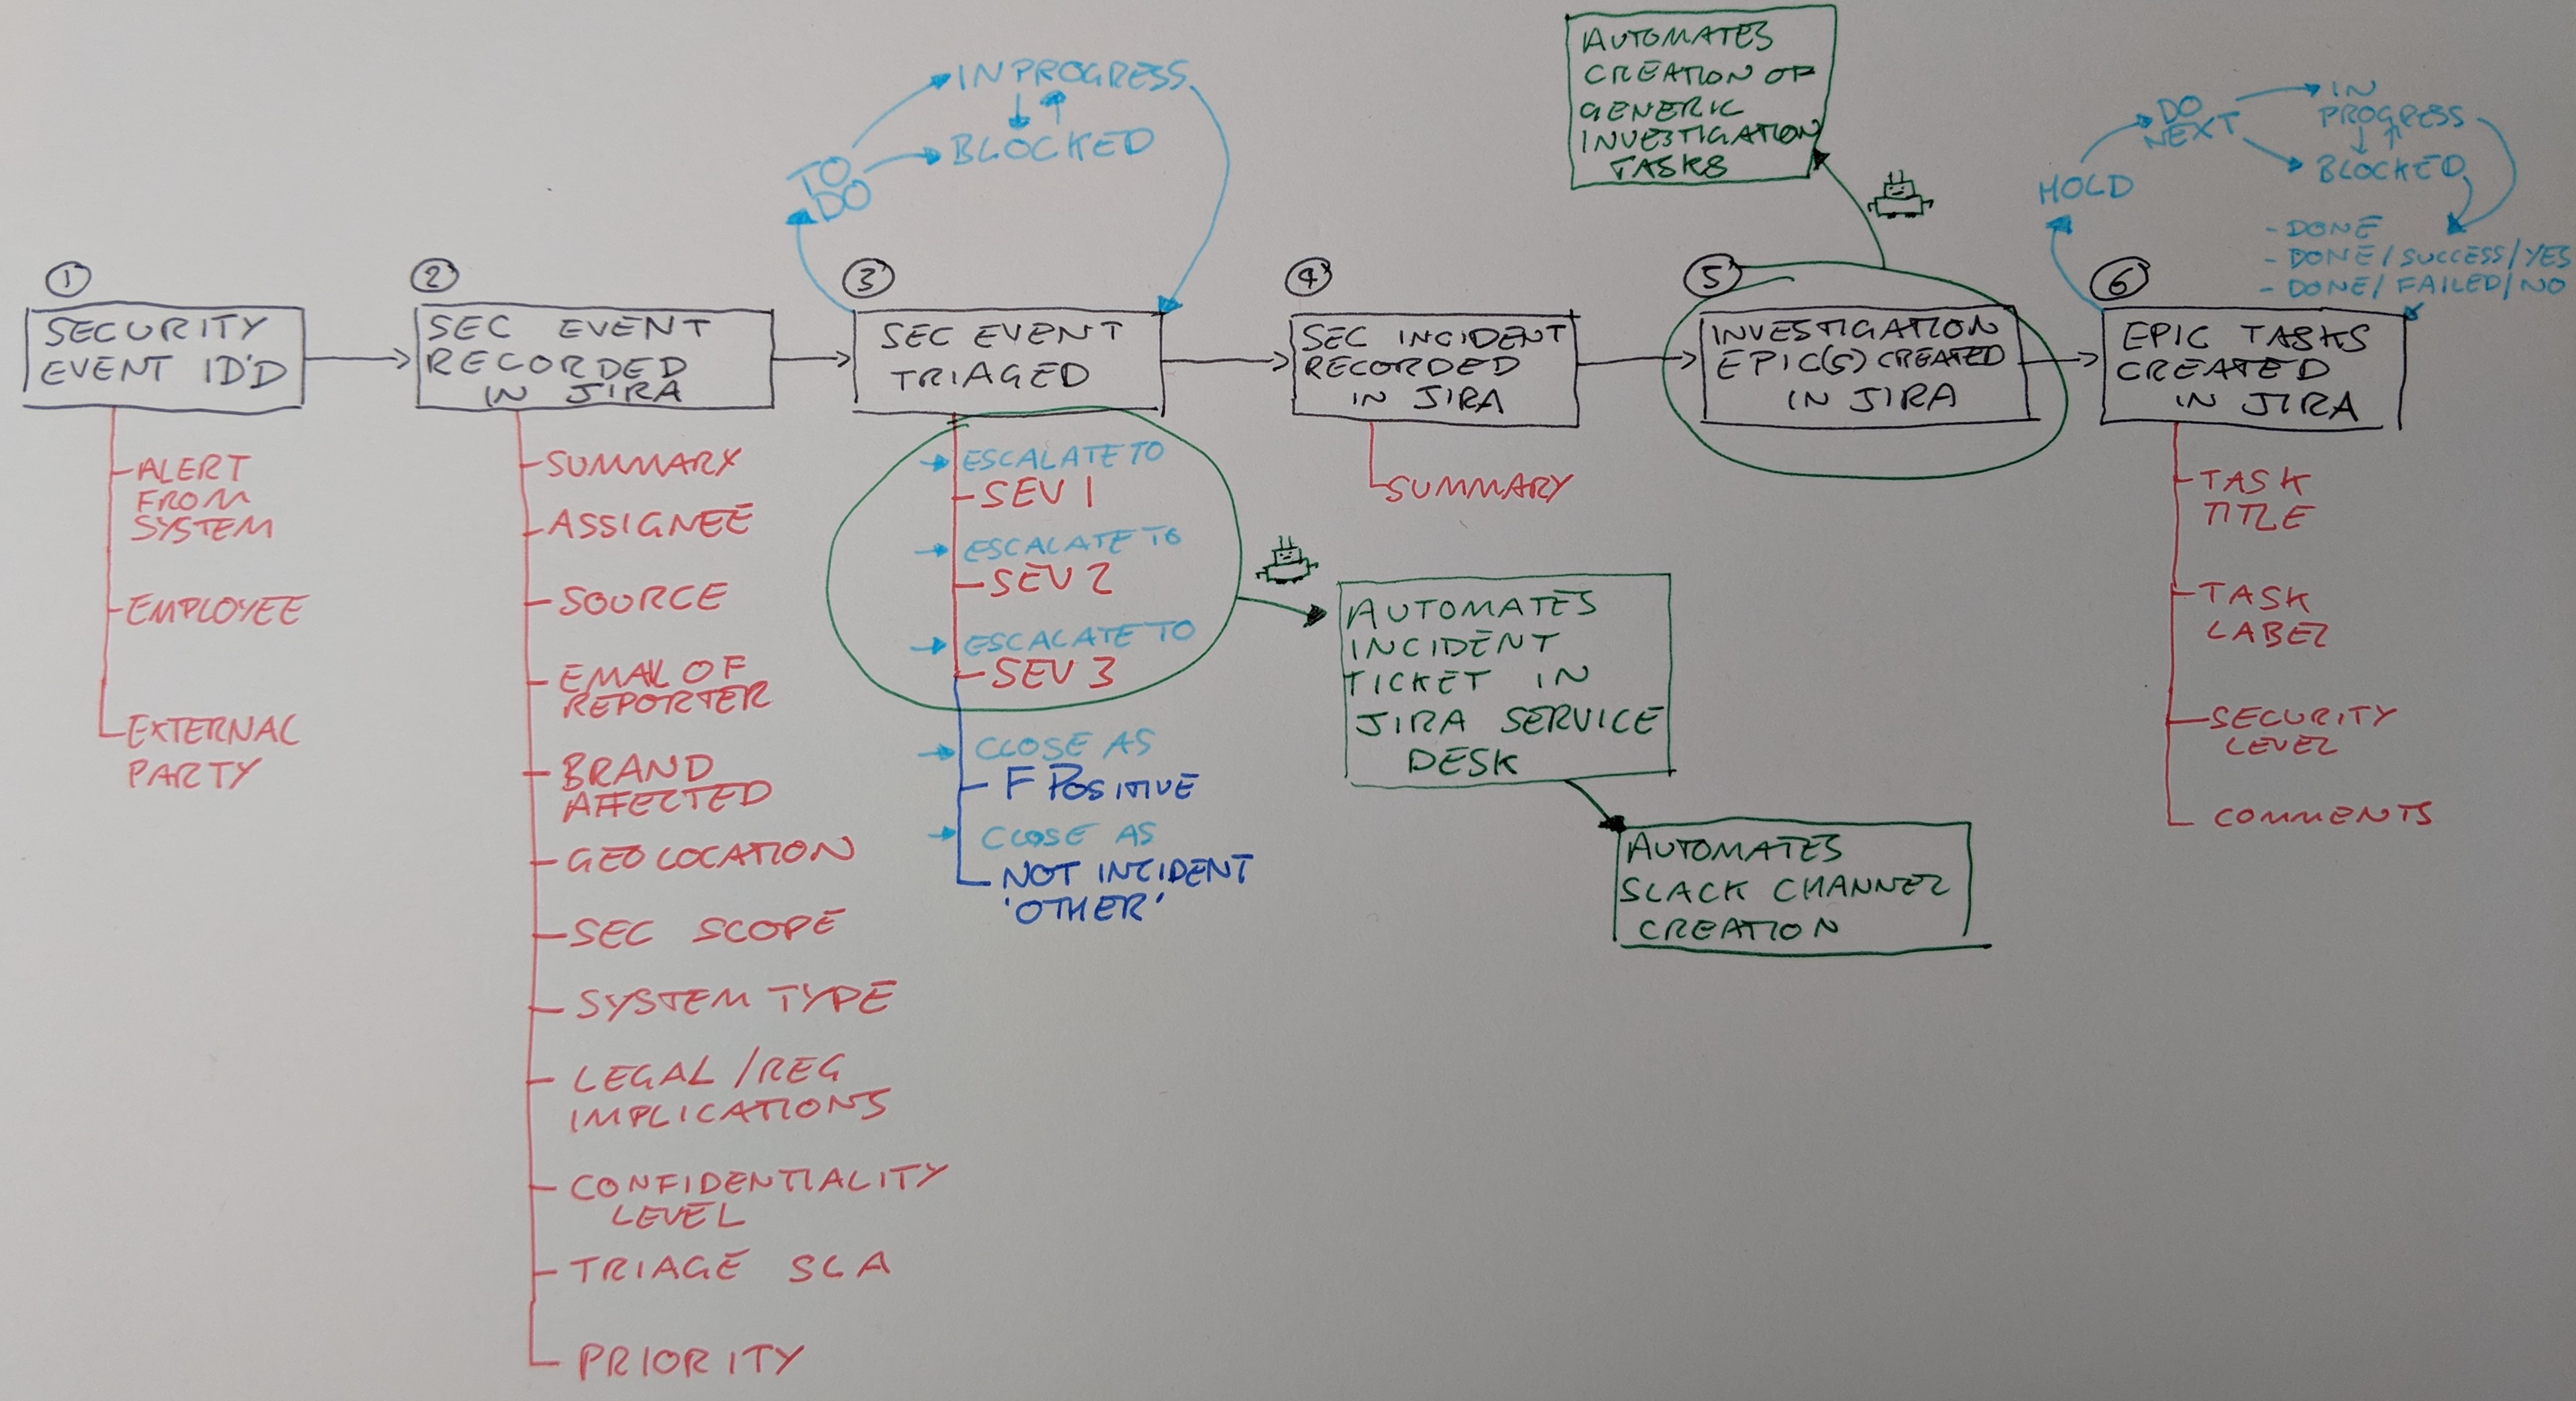 AUTOMATES
CREATION OF
GENERIC
INVESTIGATION
TASKS
IN PROGRESS
BLOCKED
TO
DO
HOLD
DO
NEXT
IN
PROGRESS
BLOCKED
- DONE
- DONE / SUCCESS / YES
- DONE / FAILED / NO
1
SECURITY
EVENT ID'D
ALERT
FROM
SYSTEM
EMPLOYEE
EXTERNAL
PARTY
2
SEC EVENT
RECORDED
IN JIRA
SUMMARY
ASSIGNEE
SOURCE
EMAIL OF
REPORTER
BRAND
AFFECTED
GEO LOCATION
SEC SCOPE
SYSTEM TYPE
LEGAL / REG
IMPLICATIONS
CONFIDENTIALITY
LEVEL
TRIAGE SLA
PRIORITY
3
SEC EVENT
TRIAGED
ESCALATE TO
SEV 1
ESCALATE TO
SEV 2
ESCALATE TO
SEV 3
CLOSE AS
F POSITIVE
CLOSE AS
NOT INCIDENT
'OTHER'
AUTOMATES
INCIDENT
TICKET IN
JIRA SERVICE
DESK
AUTOMATES
SLACK CHANNEL
CREATION
4
SEC INCIDENT
RECORDED
IN JIRA
SUMMARY
5
INVESTIGATION
EPIC(S) CREATED
IN JIRA
6
EPIC TASKS
CREATED
IN JIRA
TASK
TITLE
TASK
LABEL
SECURITY
LEVEL
COMMENTS